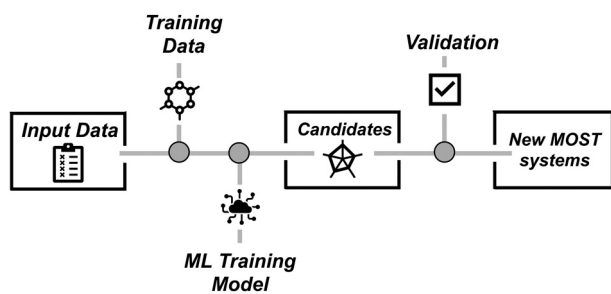 Training
Data
Validation
Input Data
Candidates
New MOST
systems
ML Training
Model